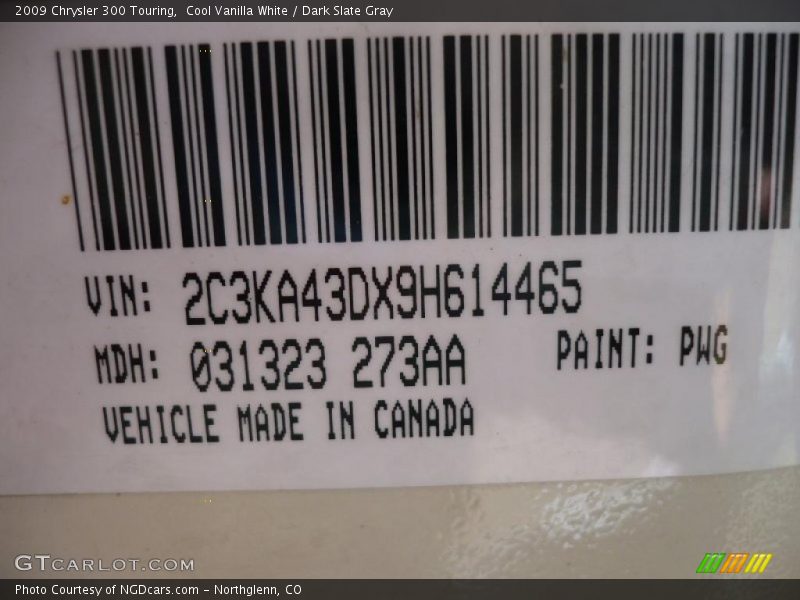 2009 Chrysler 300 Touring,  Cool Vanilla White / Dark Slate Gray
VIN: 2C3KA43DX9H614465
MDH: 031323 273AA
PAINT: PWG
VEHICLE MADE IN CANADA
GTCARLOT.COM
Photo Courtesy of NGDcars.com - Northglenn, CO